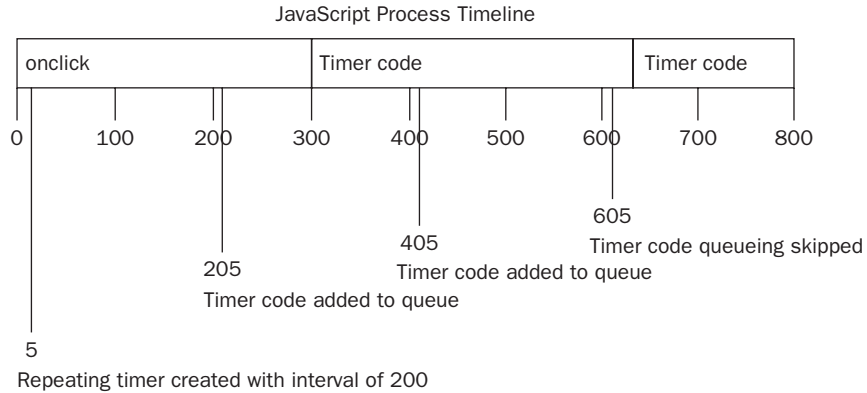 JavaScript Process Timeline
onclick
Timer code
Timer code
0
100
200
300
400
500
600
700
800
605
Timer code queueing skipped
405
Timer code added to queue
205
Timer code added to queue
5
Repeating timer created with interval of 200